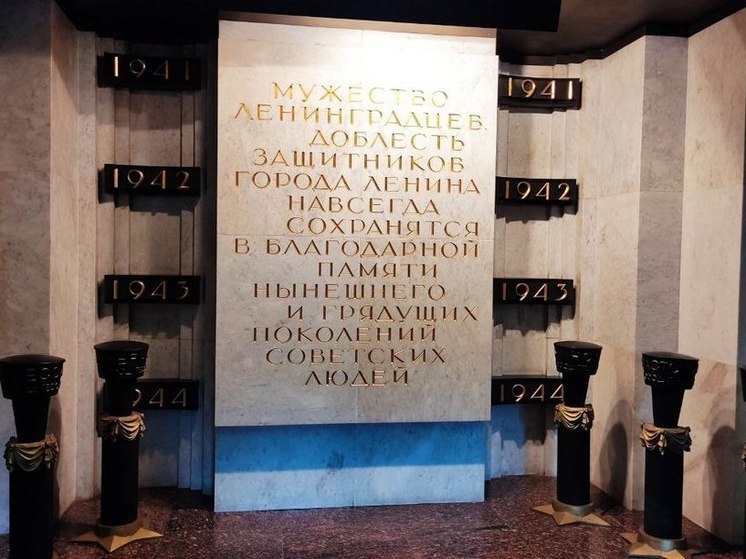 1941
1942
1943
1944
МУЖЕСТВО
ЛЕНИНГРАДЦЕВ,
ДОБЛЕСТЬ
ЗАЩИТНИКОВ
ГОРОДА ЛЕНИНА
НАВСЕГДА
СОХРАНЯТСЯ
В БЛАГОДАРНОЙ
ПАМЯТИ
НЫНЕШНЕГО
И ГРЯДУЩИХ
ПОКОЛЕНИЙ
СОВЕТСКИХ
ЛЮДЕЙ
1941
1942
1943
1944